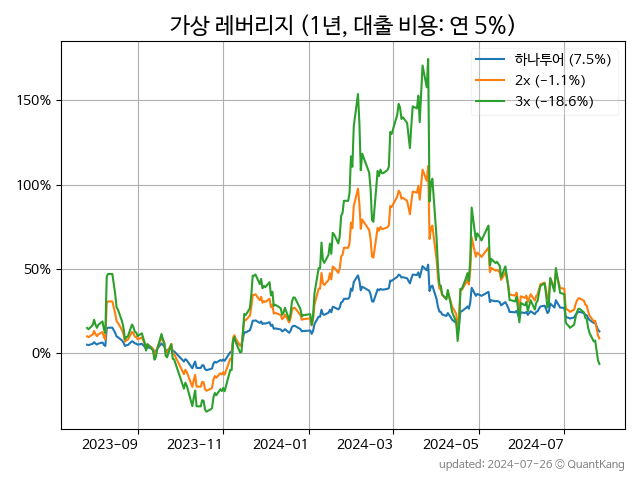 가상 레버리지 (1년, 대출 비용: 연 5%)
하나투어 (7.5%)
2x (−1.1%)
3x (−18.6%)
150%
100%
50%
0%
2023−09 2023−11 2024−01 2024−03 2024−05 2024−07
updated: 2024-07-26 © QuantKang